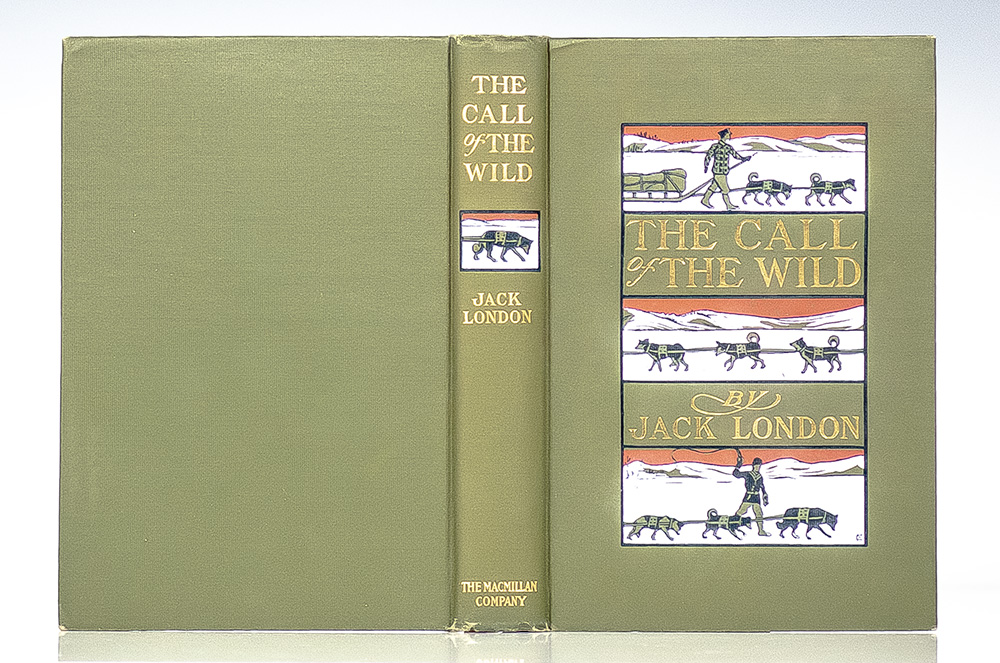 THE
CALL
of THE
WILD
JACK
LONDON
THE MACMILLAN
COMPANY
THE CALL
of THE WILD
BY
JACK LONDON